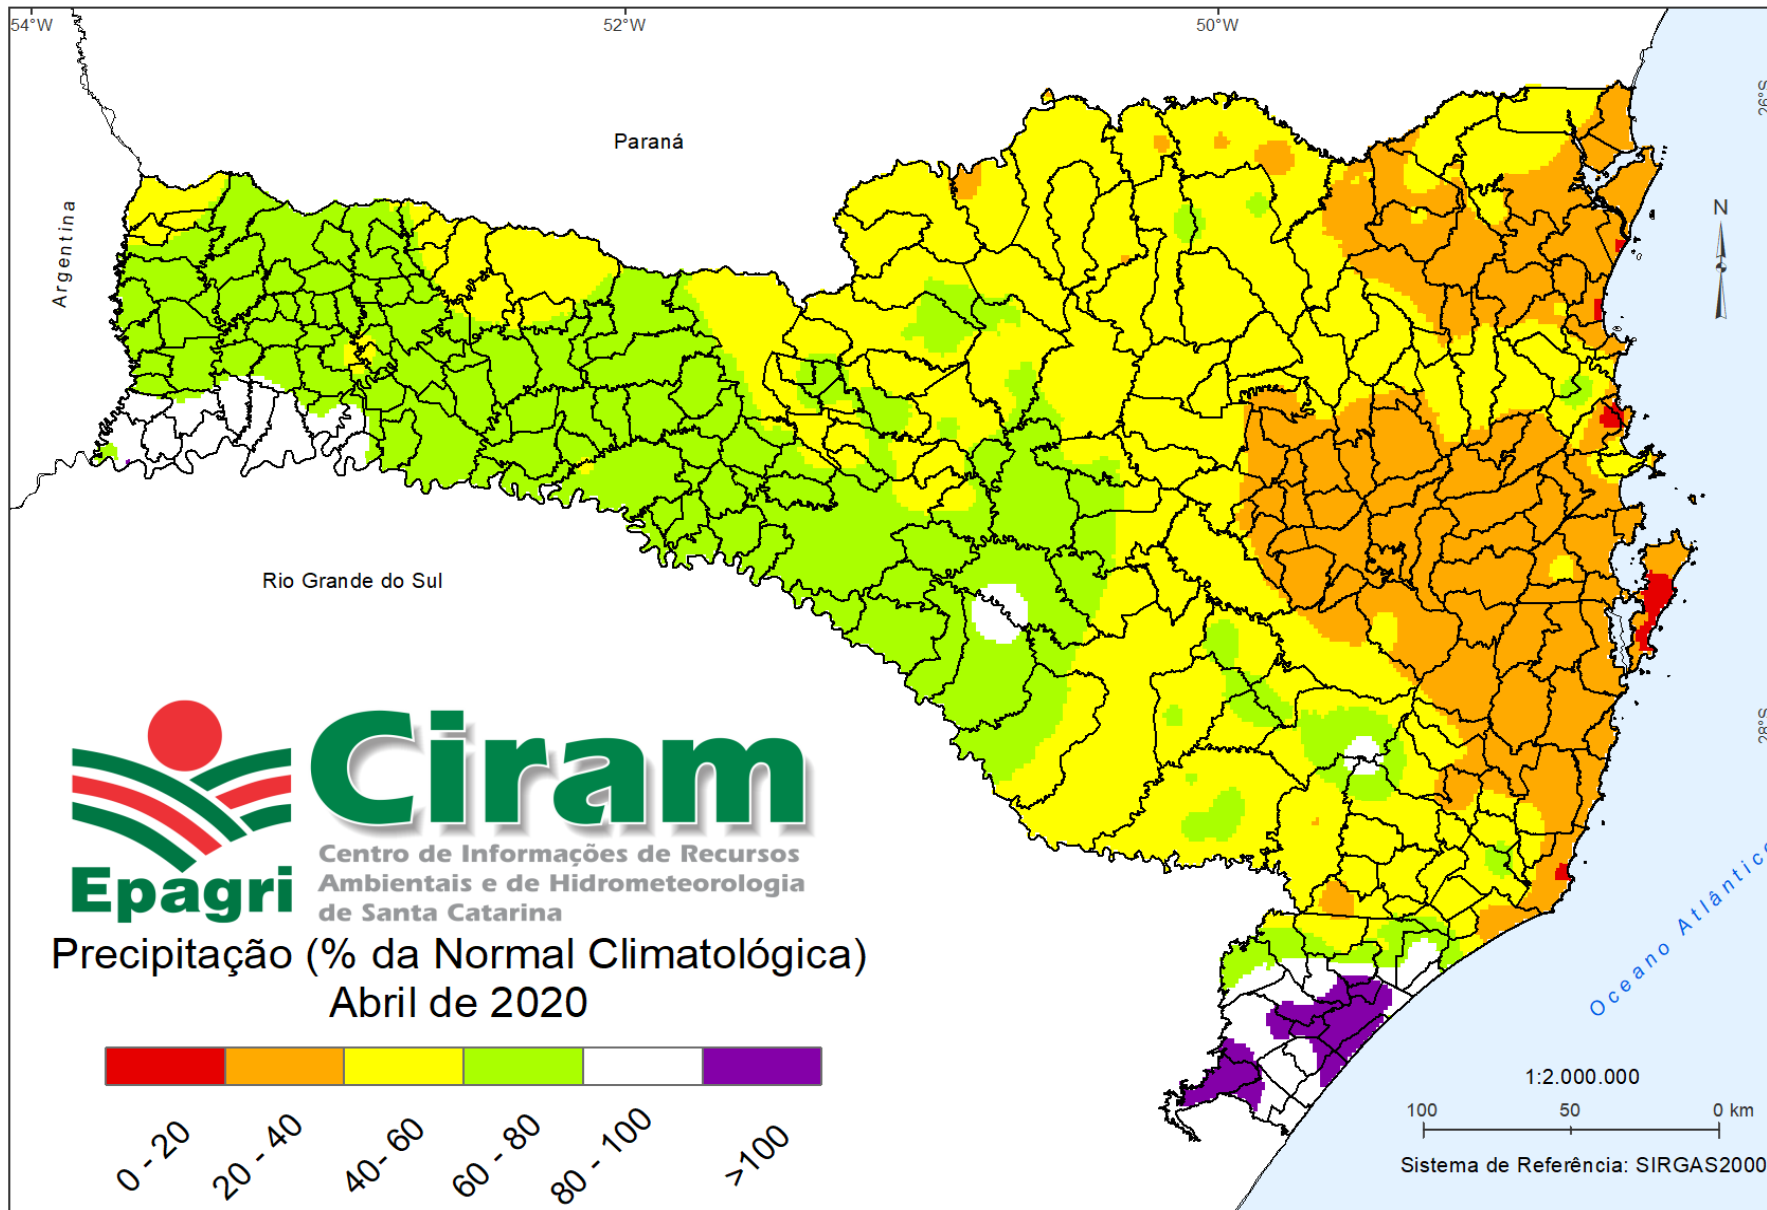 54°W
52°W
50°W
26°S
Paraná
Argentina
N
Rio Grande do Sul
28°S
Ciram
Epagri
Centro de Informações de Recursos
Ambientais e de Hidrometeorologia
de Santa Catarina
Precipitação (% da Normal Climatológica)
Abril de 2020
0 - 20
20 - 40
40- 60
60 - 80
80 - 100
>100
Oceano Atlântico
1:2.000.000
100 50 0 km
Sistema de Referência: SIRGAS2000